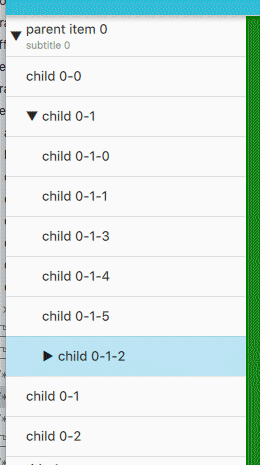 parent item 0
subtitle 0
child 0-0
child 0-1
child 0-1-0
child 0-1-1
child 0-1-3
child 0-1-4
child 0-1-5
child 0-1-2
child 0-1
child 0-2